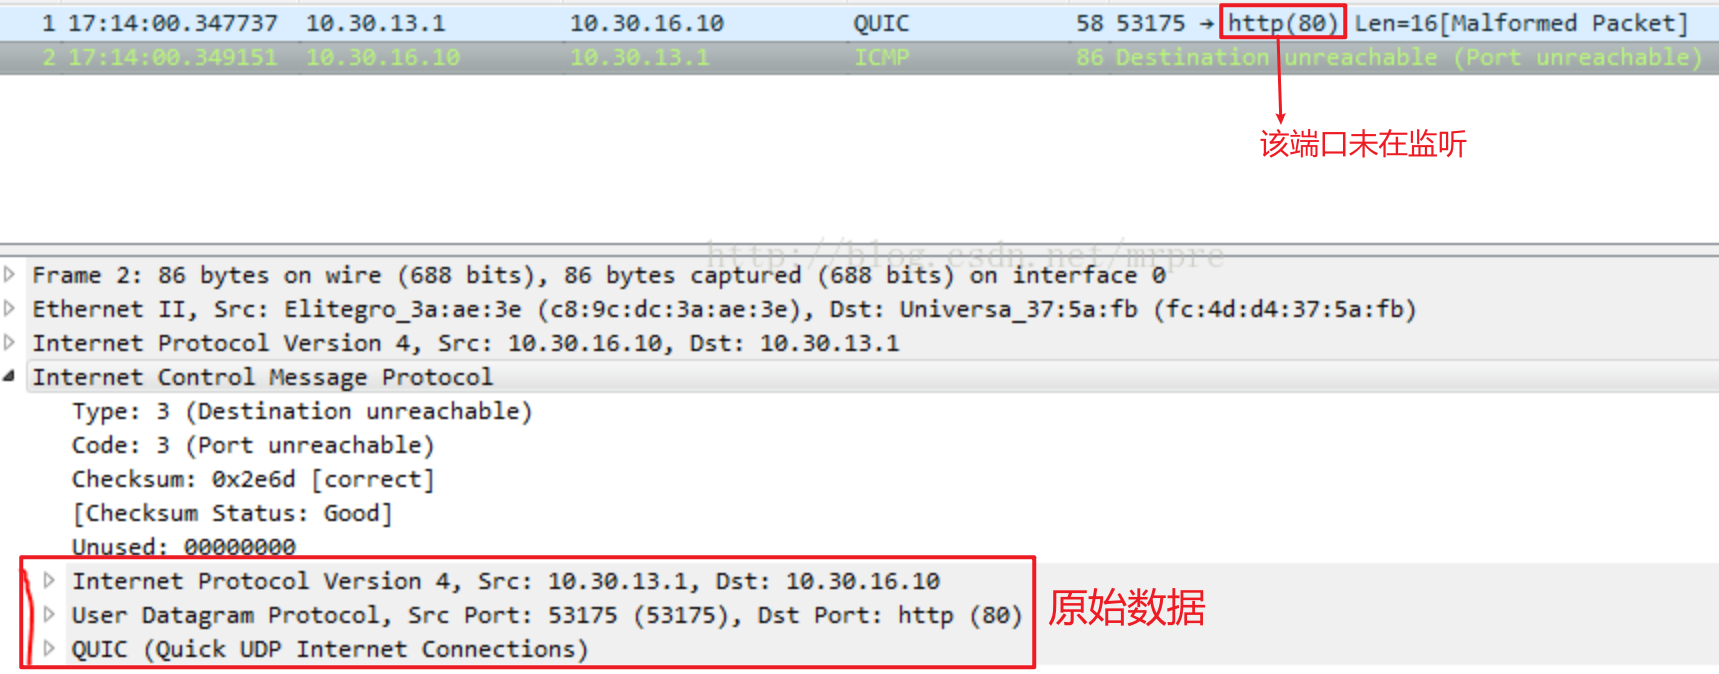 1 17:14:00.347737 10.30.13.1 10.30.16.10 QUIC 58 53175 → http(80) Len=16[Malformed Packet]
2 17:14:00.349151 10.30.16.10 10.30.13.1 ICMP 86 Destination unreachable (Port unreachable)
该端口未在监听
http://blog.csdn.net/mrpre
Frame 2: 86 bytes on wire (688 bits), 86 bytes captured (688 bits) on interface 0
Ethernet II, Src: Elitegro_3a:ae:3e (c8:9c:dc:3a:ae:3e), Dst: Universa_37:5a:fb (fc:4d:d4:37:5a:fb)
Internet Protocol Version 4, Src: 10.30.16.10, Dst: 10.30.13.1
Internet Control Message Protocol
Type: 3 (Destination unreachable)
Code: 3 (Port unreachable)
Checksum: 0x2e6d [correct]
[Checksum Status: Good]
Unused: 00000000
Internet Protocol Version 4, Src: 10.30.13.1, Dst: 10.30.16.10
User Datagram Protocol, Src Port: 53175 (53175), Dst Port: http (80)
原始数据
QUIC (Quick UDP Internet Connections)